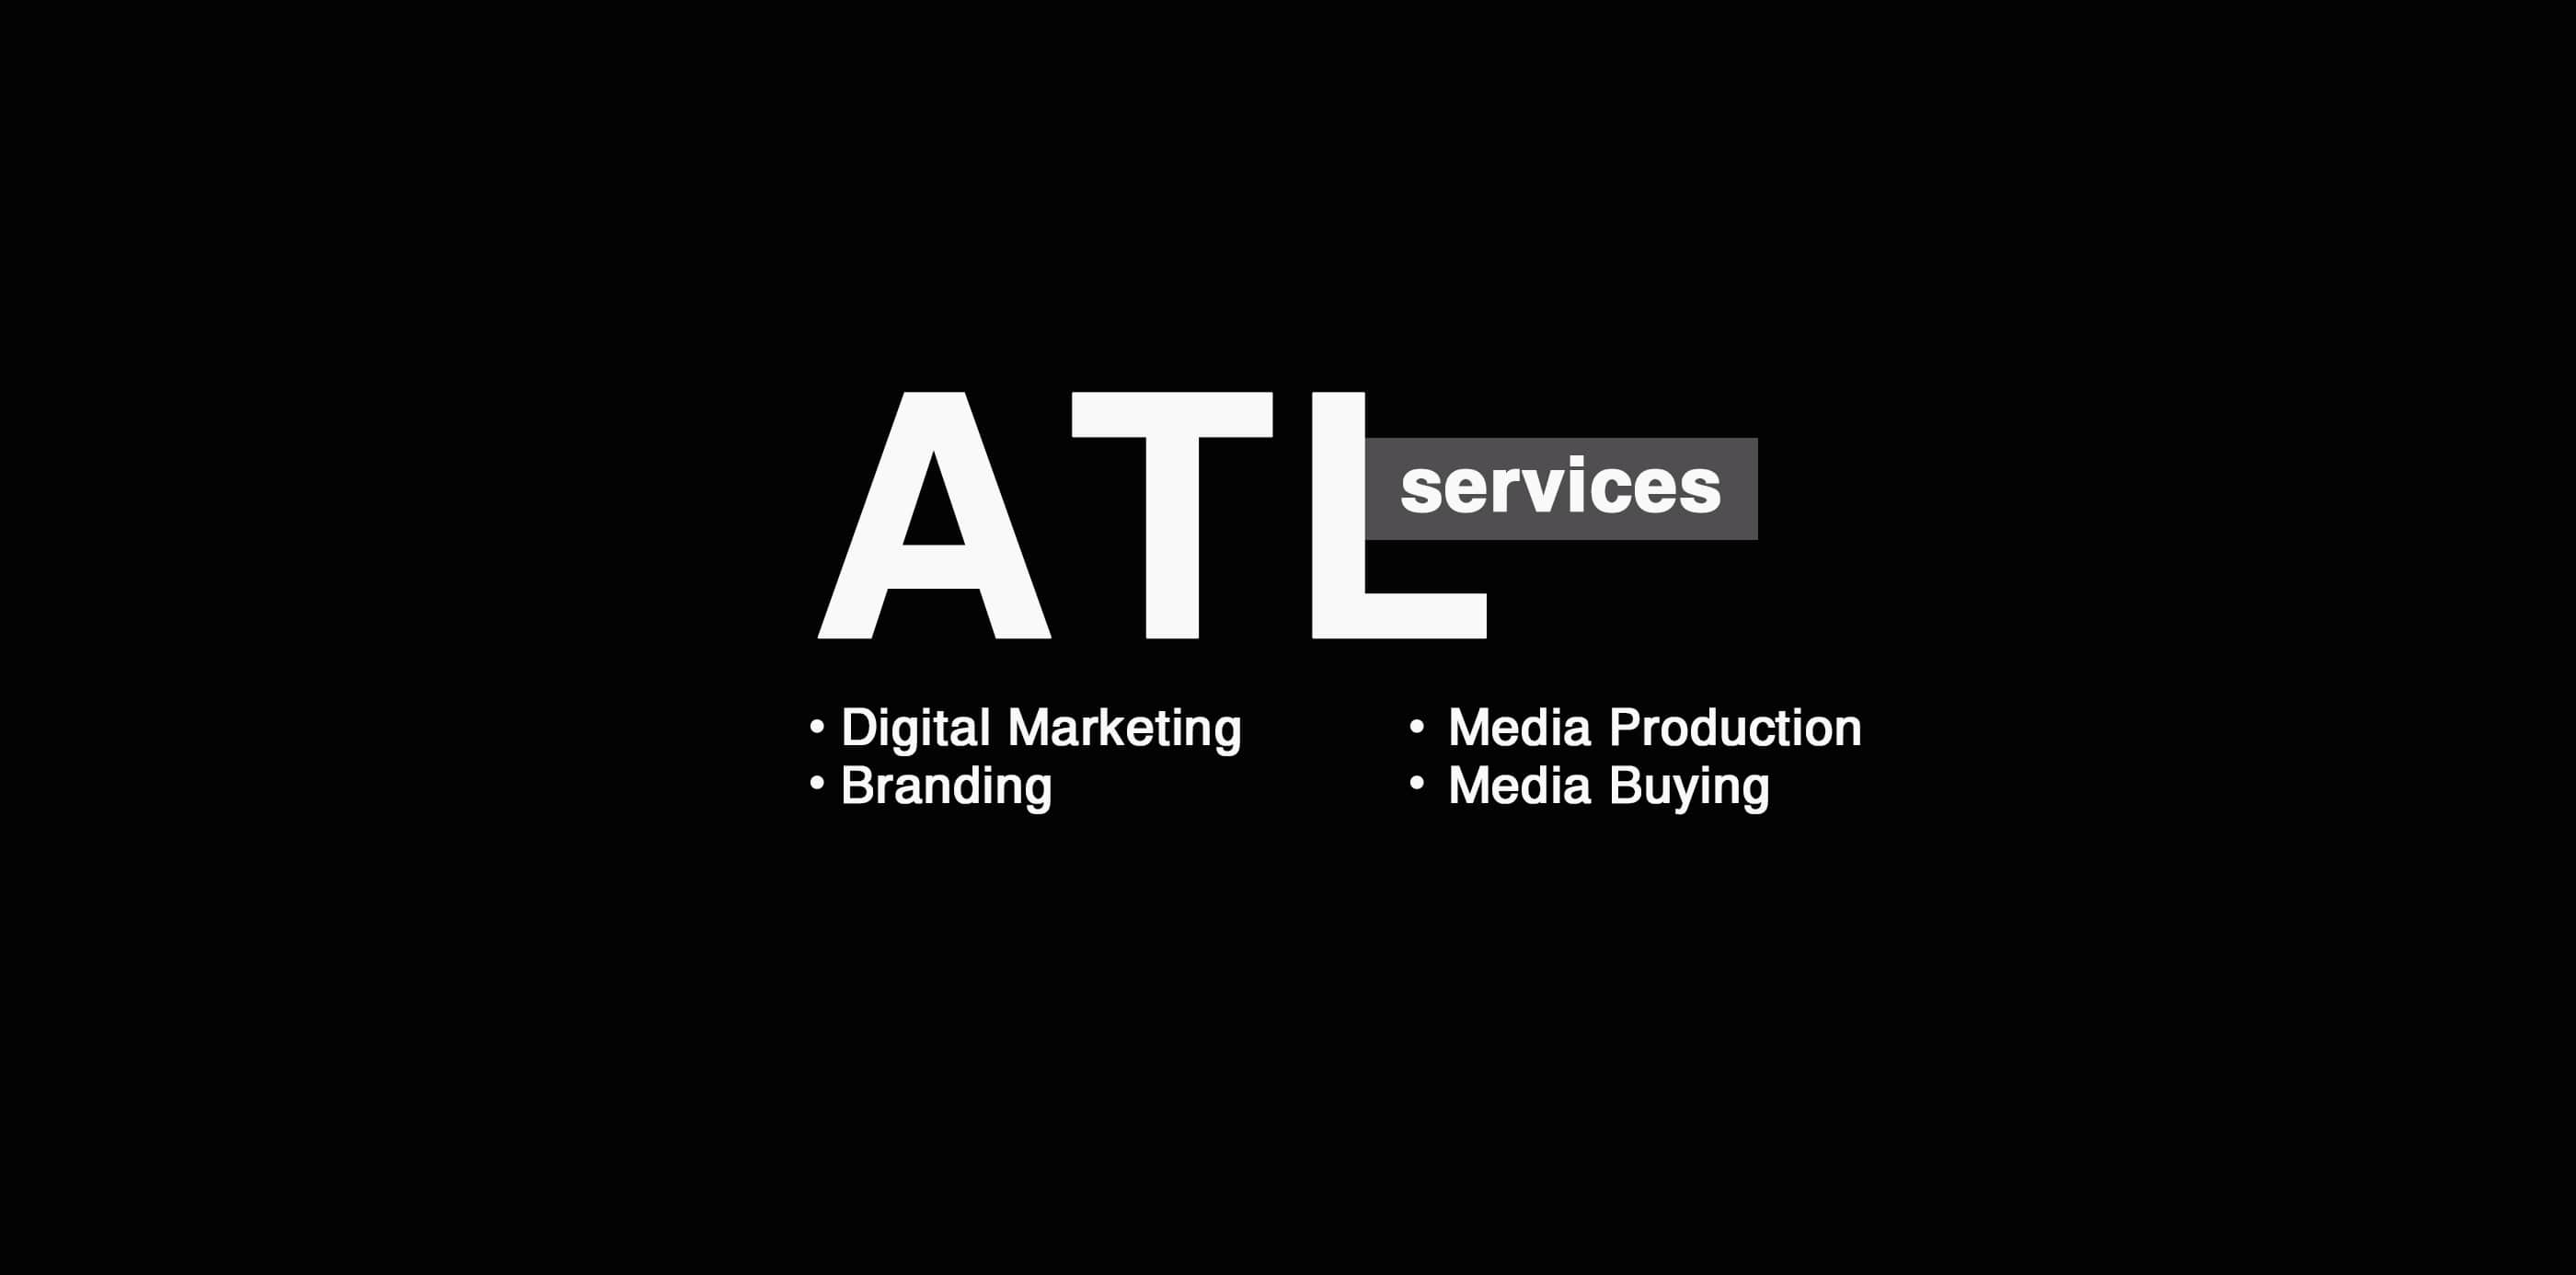 ATL
services
• Digital Marketing
• Branding
• Media Production
• Media Buying